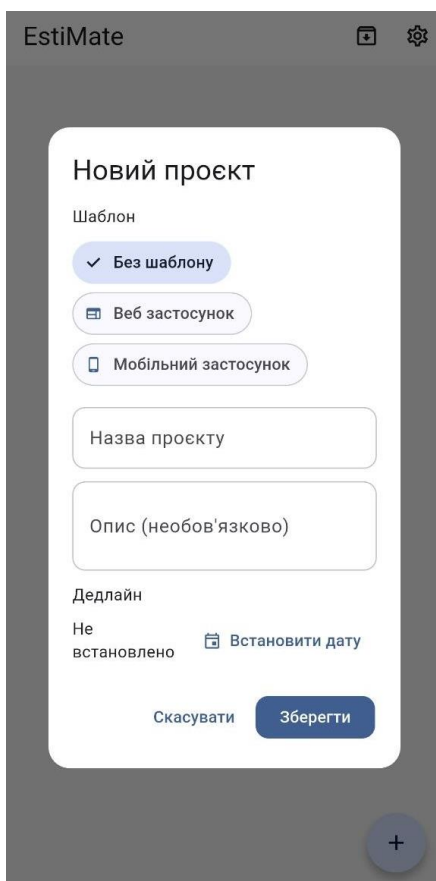 EstiMate
Новий проєкт
Шаблон
Без шаблону
Веб застосунок
Мобільний застосунок
Назва проєкту
Опис (необов'язково)
Дедлайн
Не
встановлено
Встановити дату
Скасувати
Зберегти